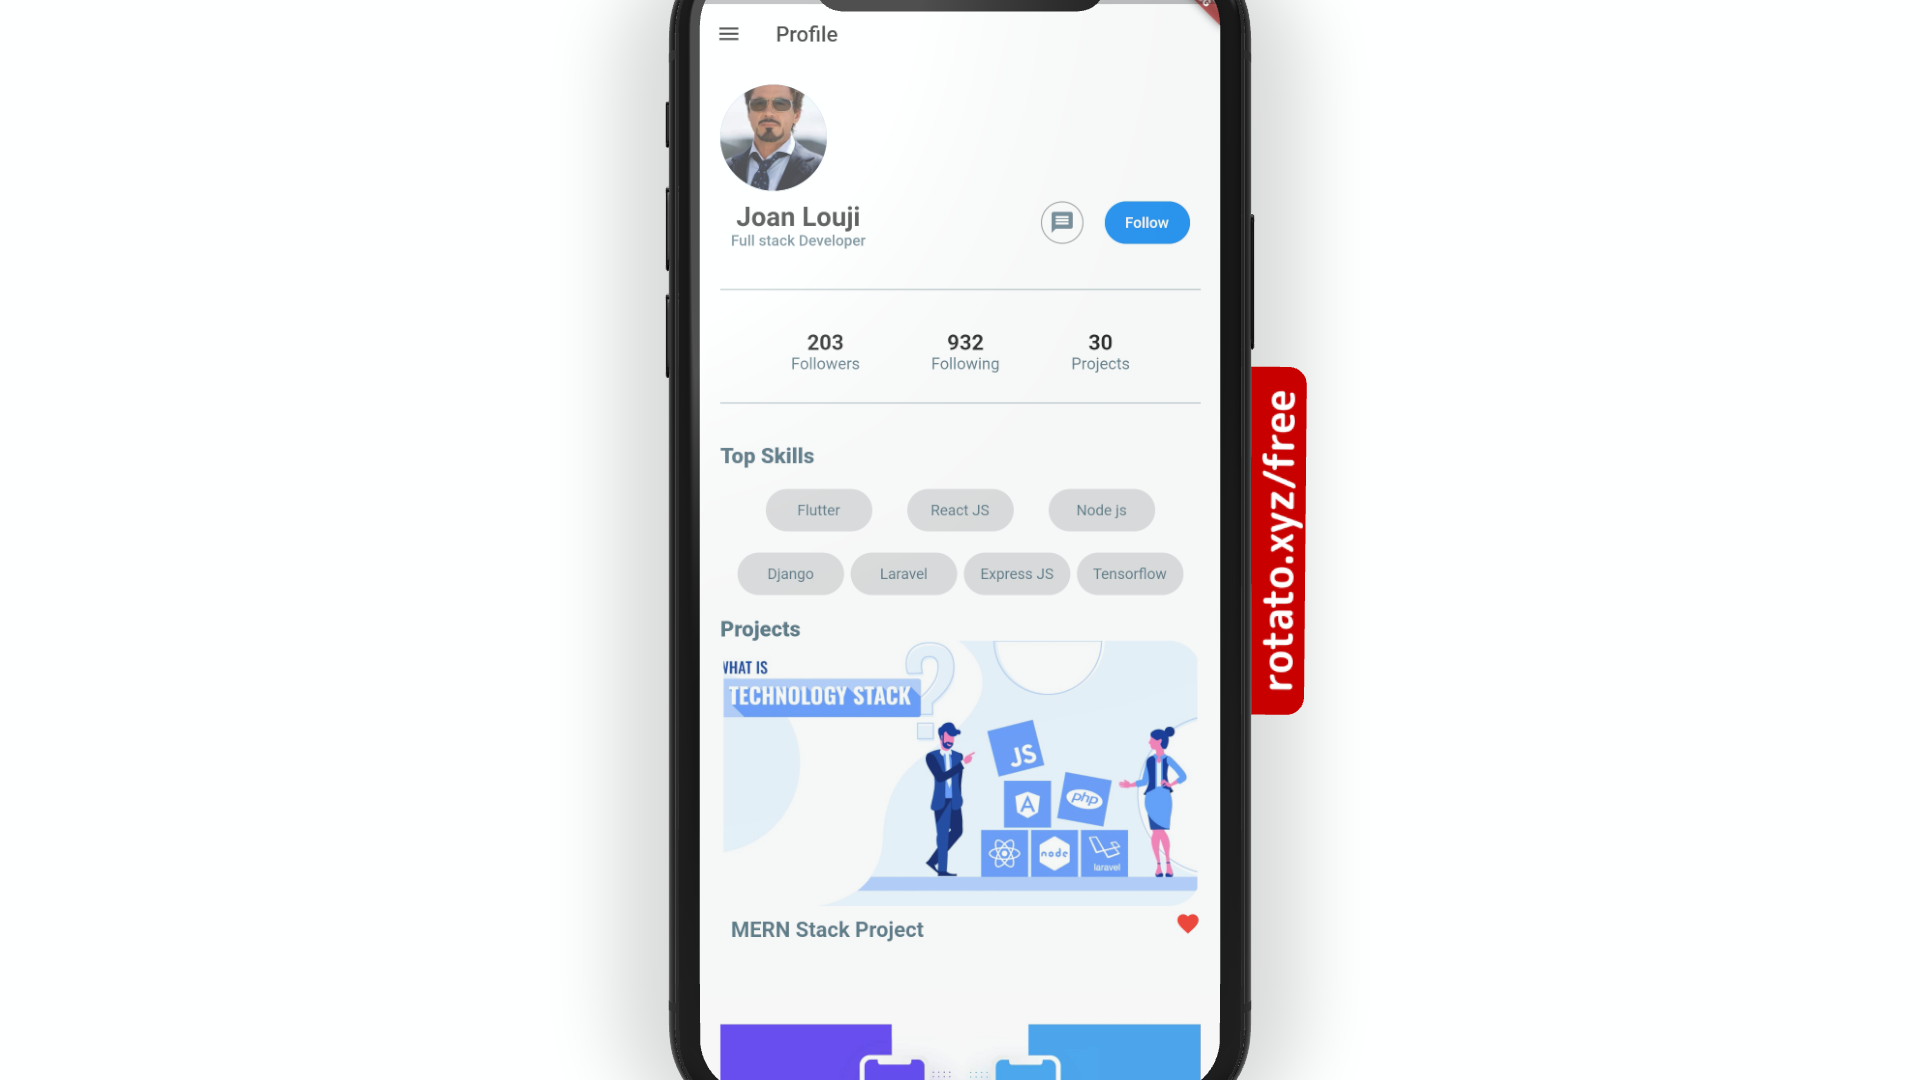 Profile
Joan Louji
Full stack Developer
Follow
203
Followers
932
Following
30
Projects
Top Skills
Flutter
React JS
Node js
Django
Laravel
Express JS
Tensorflow
Projects
WHAT IS
TECHNOLOGY STACK
?
JS
A
php
node
laravel
MERN Stack Project
rotato.xyz/free